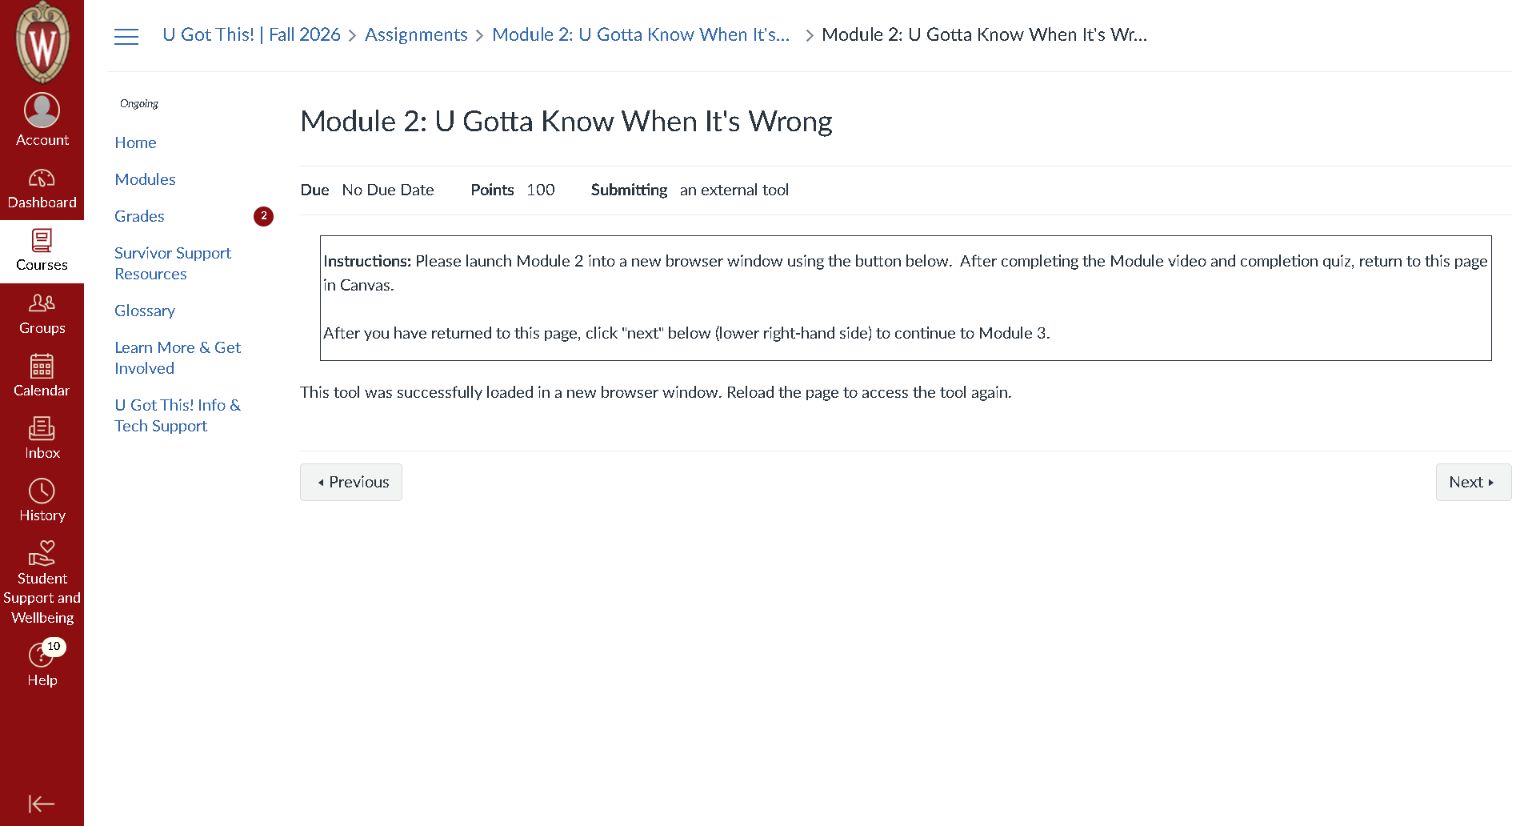 W
U Got This! | Fall 2026 > Assignments > Module 2: U Gotta Know When It's... > Module 2: U Gotta Know When It's Wr...
Account
Dashboard
Courses
Groups
Calendar
Inbox
History
Student
Support and
Wellbeing
10
Help
Ongoing
Home
Modules
Grades 2
Survivor Support
Resources
Glossary
Learn More & Get
Involved
U Got This! Info &
Tech Support
Module 2: U Gotta Know When It's Wrong
Due No Due Date Points 100 Submitting an external tool
Instructions: Please launch Module 2 into a new browser window using the button below. After completing the Module video and completion quiz, return to this page
in Canvas.
After you have returned to this page, click "next" below (lower right-hand side) to continue to Module 3.
This tool was successfully loaded in a new browser window. Reload the page to access the tool again.
Previous
Next